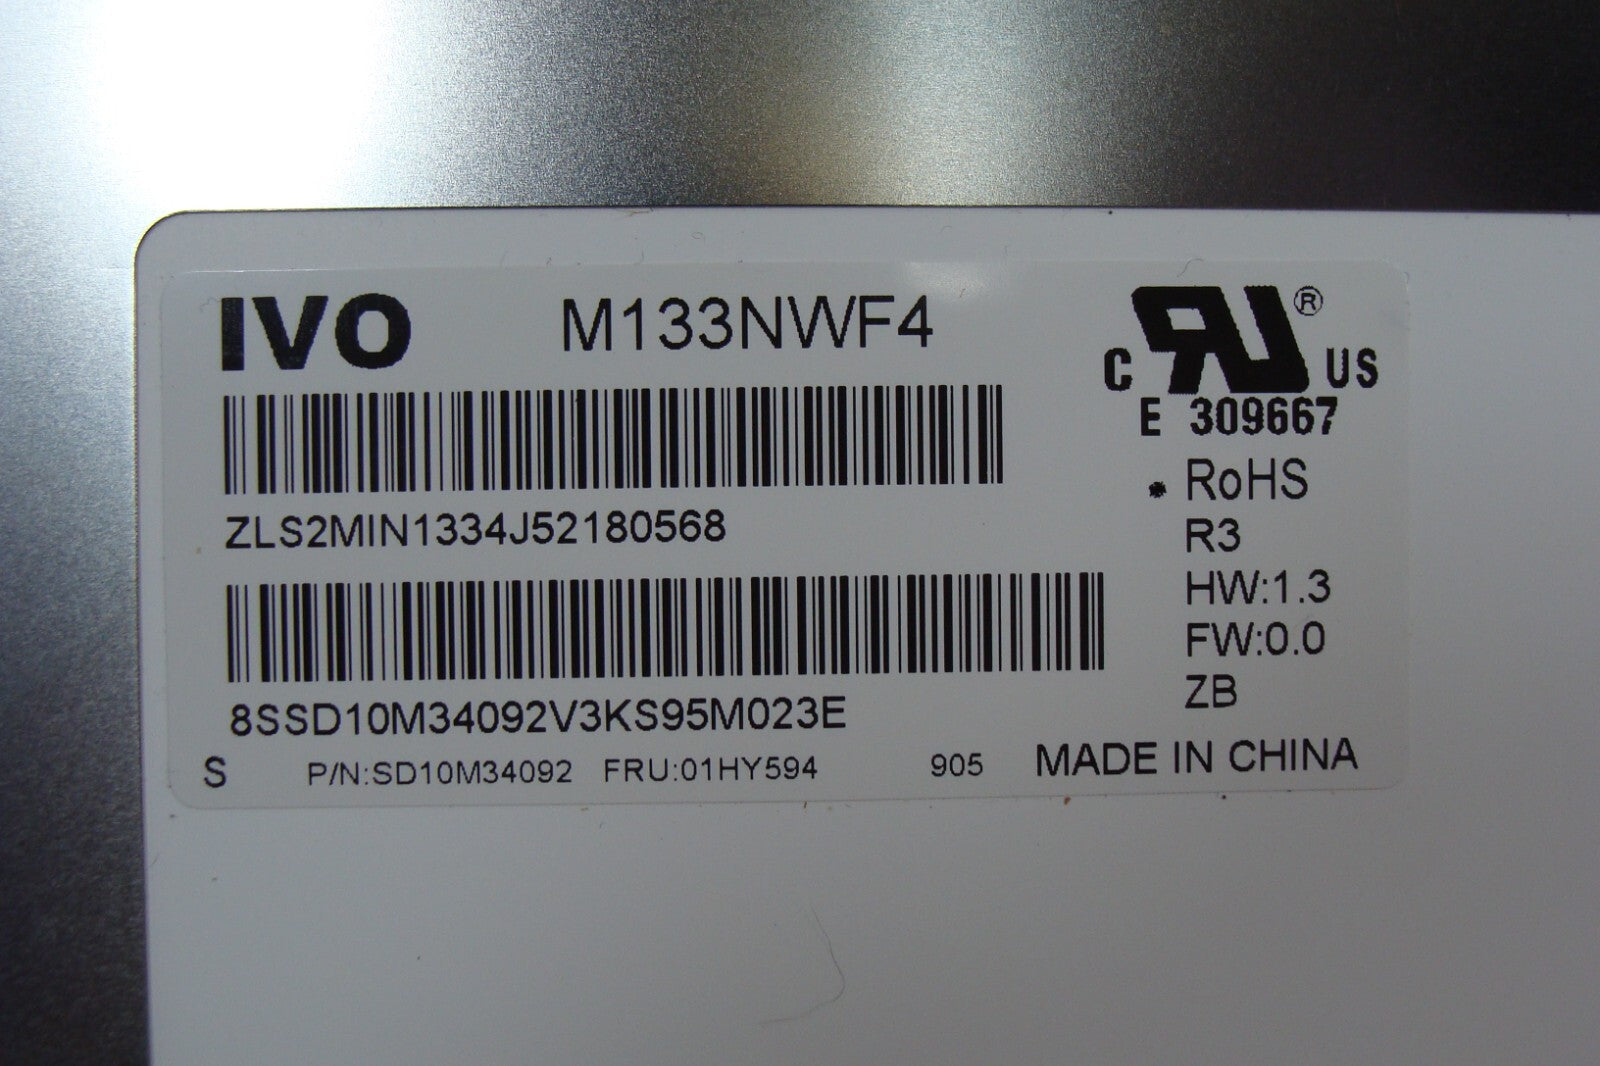 IVO M133NWF4
®
C RU US
E 309667
ZLS2MIN1334J52180568
RoHS
R3
HW:1.3
FW:0.0
ZB
8SSD10M34092V3KS95M023E
S P/N:SD10M34092 FRU:01HY594 905 MADE IN CHINA